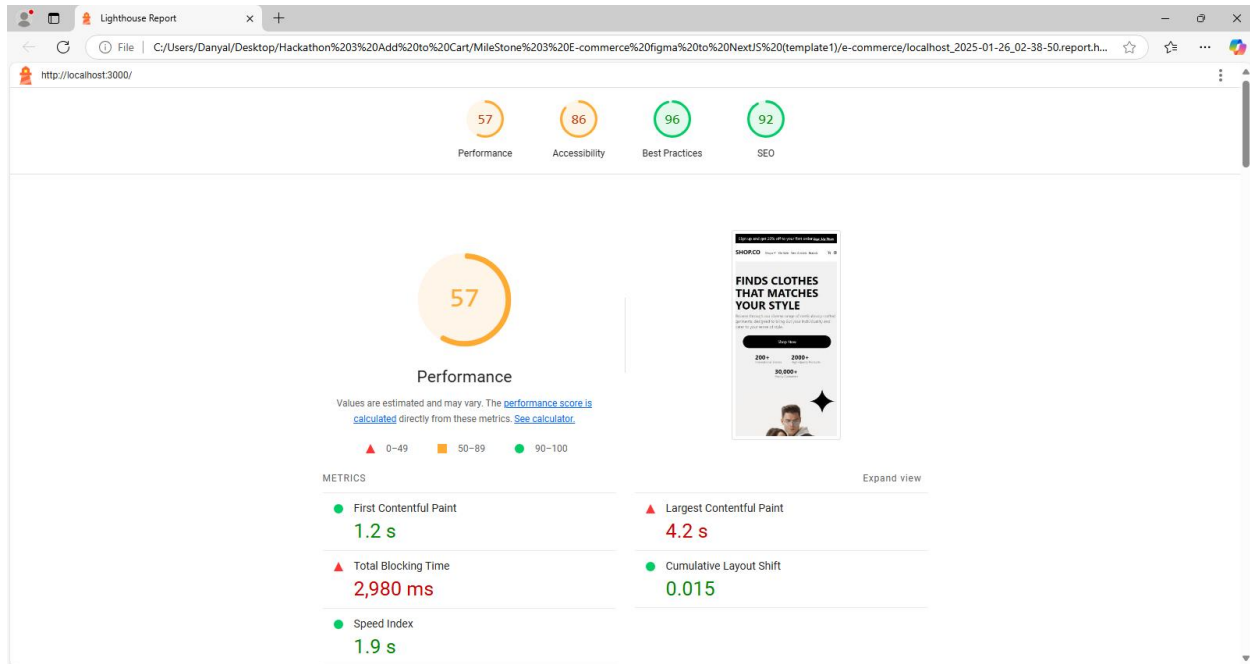 Lighthouse Report
File
C:/Users/Danyal/Desktop/Hackathon%203%20Add%20to%20Cart/MileStone%203%20E-commerce%20figma%20to%20NextJS%20(template1)/e-commerce/localhost_2025-01-26_02-38-50.report.h...
http://localhost:3000/
57 86 96 92
Performance Accessibility Best Practices SEO
57
Performance
Values are estimated and may vary. The performance score is
calculated directly from these metrics. See calculator.
0–49 50–89 90–100
SHOP.CO
FINDS CLOTHES
THAT MATCHES
YOUR STYLE
Shop Now
200+ 2000+
30,000+
METRICS Expand view
First Contentful Paint
1.2 s
Largest Contentful Paint
4.2 s
Total Blocking Time
2,980 ms
Cumulative Layout Shift
0.015
Speed Index
1.9 s